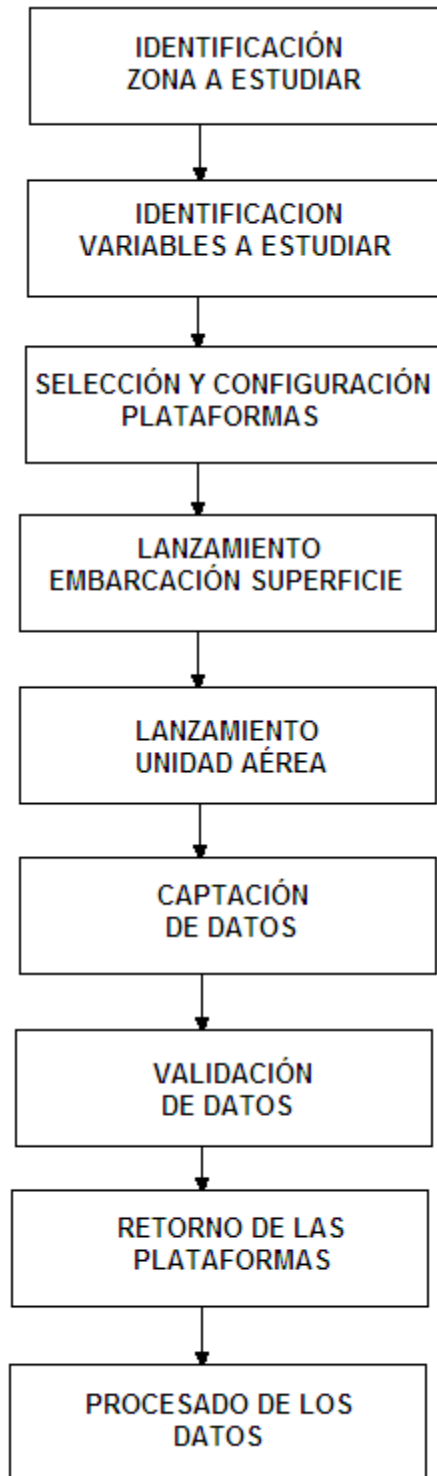 IDENTIFICACIÓN
ZONA A ESTUDIAR
IDENTIFICACION
VARIABLES A ESTUDIAR
SELECCIÓN Y CONFIGURACIÓN
PLATAFORMAS
LANZAMIENTO
EMBARCACIÓN SUPERFICIE
LANZAMIENTO
UNIDAD AÉREA
CAPTACIÓN
DE DATOS
VALIDACIÓN
DE DATOS
RETORNO DE LAS
PLATAFORMAS
PROCESADO DE LOS
DATOS